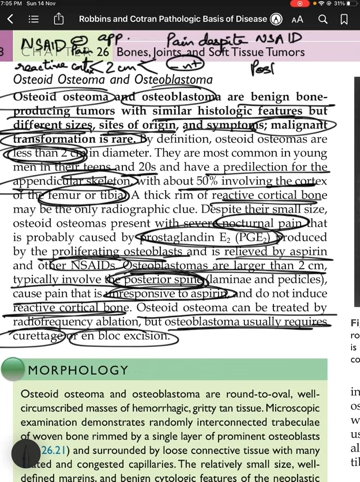 7:05 PM Sun 14 Nov
Robbins and Cotran Pathologic Basis of Disease
AA
NSAID app. Pain despite NSAID
26 Bones, Joints, and Soft Tissue Tumors
reactive cort < 2 cm <
Post
Osteoid Osteoma and Osteoblastoma
Osteoid osteoma and osteoblastoma are benign bone-
producing tumors with similar histologic features but
different sizes, sites of origin, and symptoms; malignant
transformation is rare. By definition, osteoid osteomas are
less than 2 cm in diameter. They are most common in young
men in their teens and 20s and have a predilection for the
appendicular skeleton, with about 50% involving the cortex
of the femur or tibia. A thick rim of reactive cortical bone
may be the only radiographic clue. Despite their small size,
osteoid osteomas present with severe nocturnal pain that
is probably caused by prostaglandin E2 (PGE2) produced
by the proliferating osteoblasts and is relieved by aspirin
and other NSAIDs. Osteoblastomas are larger than 2 cm,
typically involve the posterior spine (laminae and pedicles),
cause pain that is unresponsive to aspirin, and do not induce
reactive cortical bone. Osteoid osteoma can be treated by
radiofrequency ablation, but osteoblastoma usually requires
curettage or en bloc excision.
MORPHOLOGY
Osteoid osteoma and osteoblastoma are round-to-oval, well-
circumscribed masses of hemorrhagic, gritty tan tissue. Microscopic
examination demonstrates randomly interconnected trabeculae
of woven bone rimmed by a single layer of prominent osteoblasts
26.21) and surrounded by loose connective tissue with many
and congested capillaries. The relatively small size, well-
defined margins, and benign cytologic features of the neoplastic